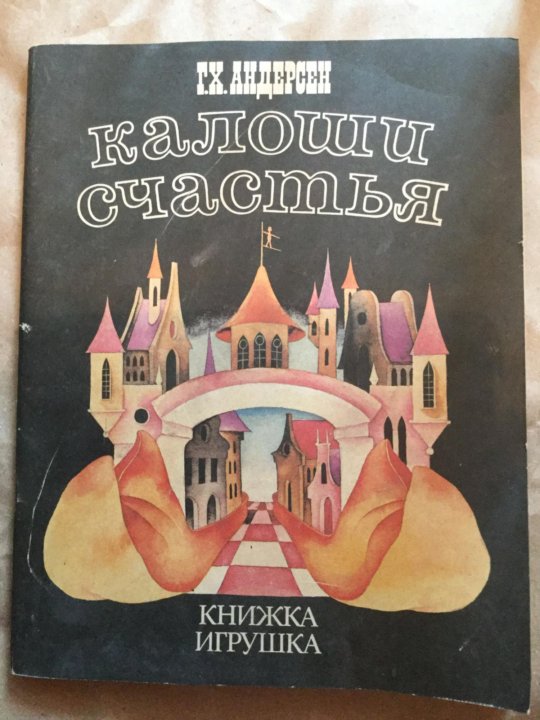 Г.Х. АНДЕРСЕН
калоши
счастья
КНИЖКА
ИГРУШКА